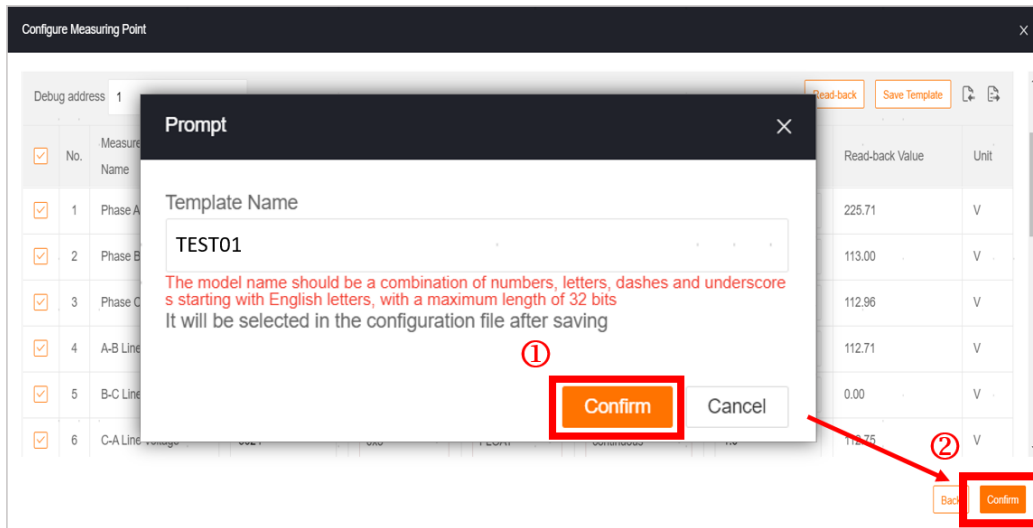 Configure Measuring Point
Debug address 1
Read-back Save Template
No. Name Read-back Value Unit
1 Phase A 225.71 V
2 Phase B 113.00 V
3 Phase C 112.96 V
4 A-B Line 112.71 V
5 B-C Line 0.00 V
6 C-A Line 112.75 V
Prompt
Template Name
TEST01
The model name should be a combination of numbers, letters, dashes and underscore
s starting with English letters, with a maximum length of 32 bits
It will be selected in the configuration file after saving
①
Confirm Cancel
②
Back Confirm